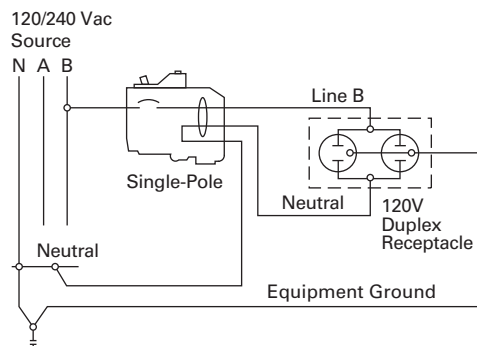 120/240 Vac
Source
N A B
Line B
Single-Pole
Neutral
120V
Duplex
Receptacle
Neutral
Equipment Ground